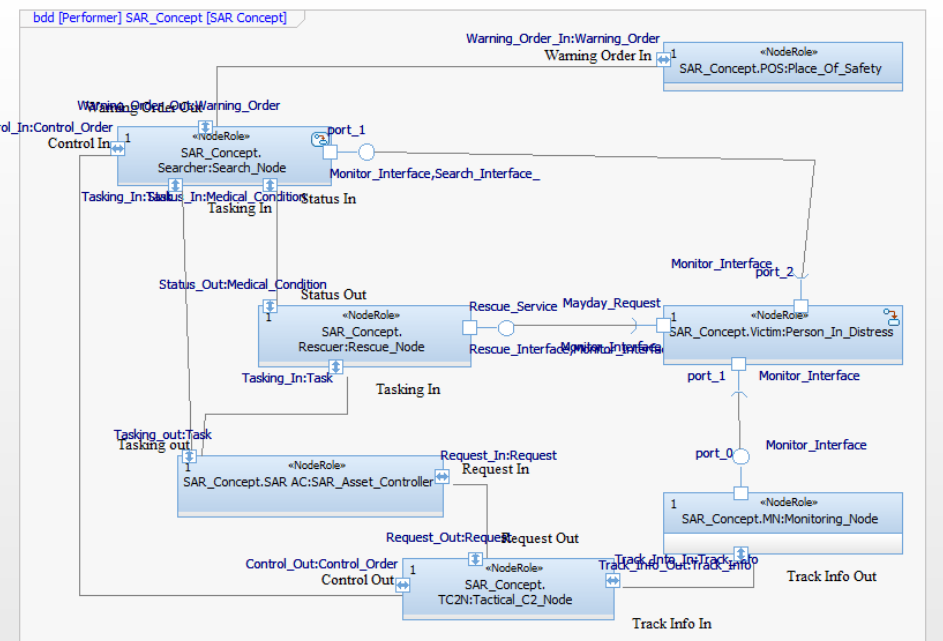 bdd [Performer] SAR_Concept [SAR Concept]
Warning_Order_In:Warning_Order
Warning Order In
1
«NodeRole»
SAR_Concept.POS:Place_Of_Safety
Warning_Order_Out:Warning_Order
Warning Order Out
rol_In:Control_Order
Control In
1
«NodeRole»
SAR_Concept.
Searcher:Search_Node
port_1
Monitor_Interface,Search_Interface_
Tasking_In:Task
Status_In:Medical_Condition
Tasking In
Status In
Monitor_Interface
port_2
Status_Out:Medical_Condition
Status Out
1
«NodeRole»
SAR_Concept.
Rescuer:Rescue_Node
Rescue_Service
Mayday_Request
Rescue_Interface,Monitor_Interface
Monitor_Interface
1
«NodeRole»
SAR_Concept.Victim:Person_In_Distress
Tasking_In:Task
Tasking In
port_1
Monitor_Interface
Tasking_out:Task
Tasking out
1
«NodeRole»
SAR_Concept.SAR AC:SAR_Asset_Controller
Request_In:Request
Request In
port_0
Monitor_Interface
1
«NodeRole»
SAR_Concept.MN:Monitoring_Node
Request_Out:Request
Request Out
Control_Out:Control_Order
Control Out
1
«NodeRole»
SAR_Concept.
TC2N:Tactical_C2_Node
Track_Info_In:Track_Info
Track_Info_Out:Track_Info
Track Info Out
Track Info In